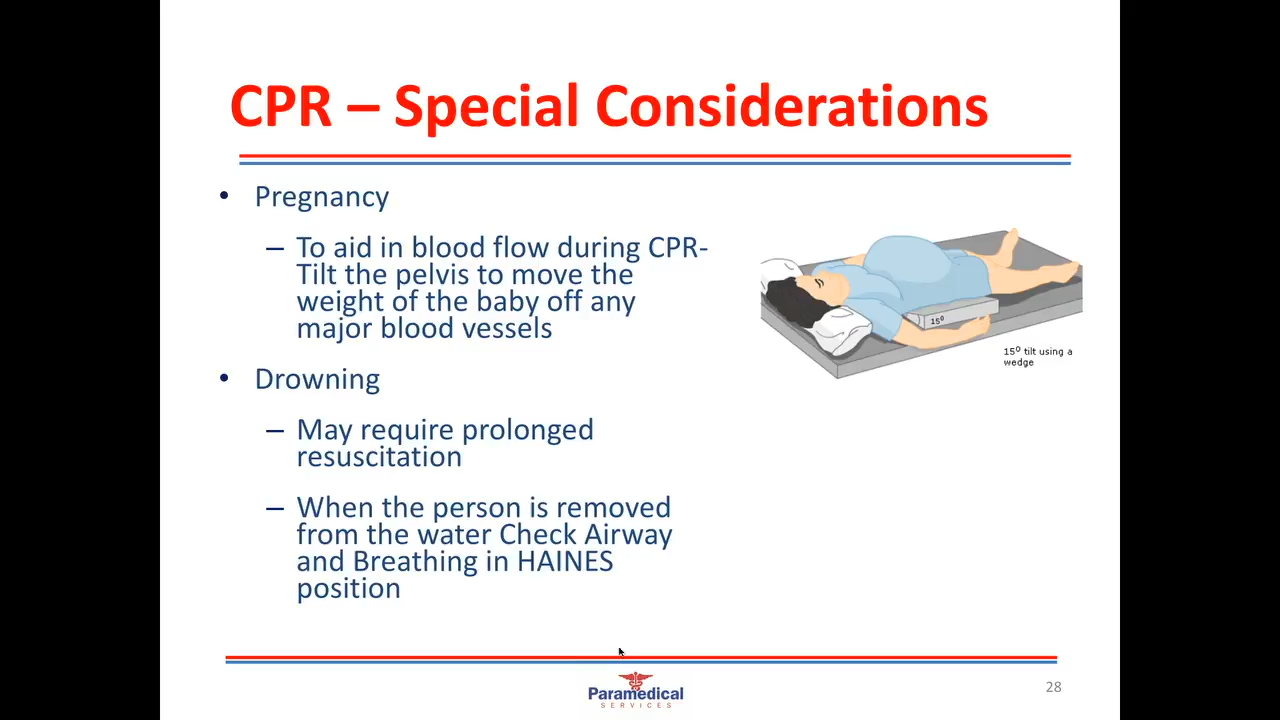 CPR – Special Considerations
• Pregnancy
– To aid in blood flow during CPR-
Tilt the pelvis to move the
weight of the baby off any
major blood vessels
15⁰
15⁰ tilt using a
wedge
• Drowning
– May require prolonged
resuscitation
– When the person is removed
from the water Check Airway
and Breathing in HAINES
position
Paramedical
SERVICES
28